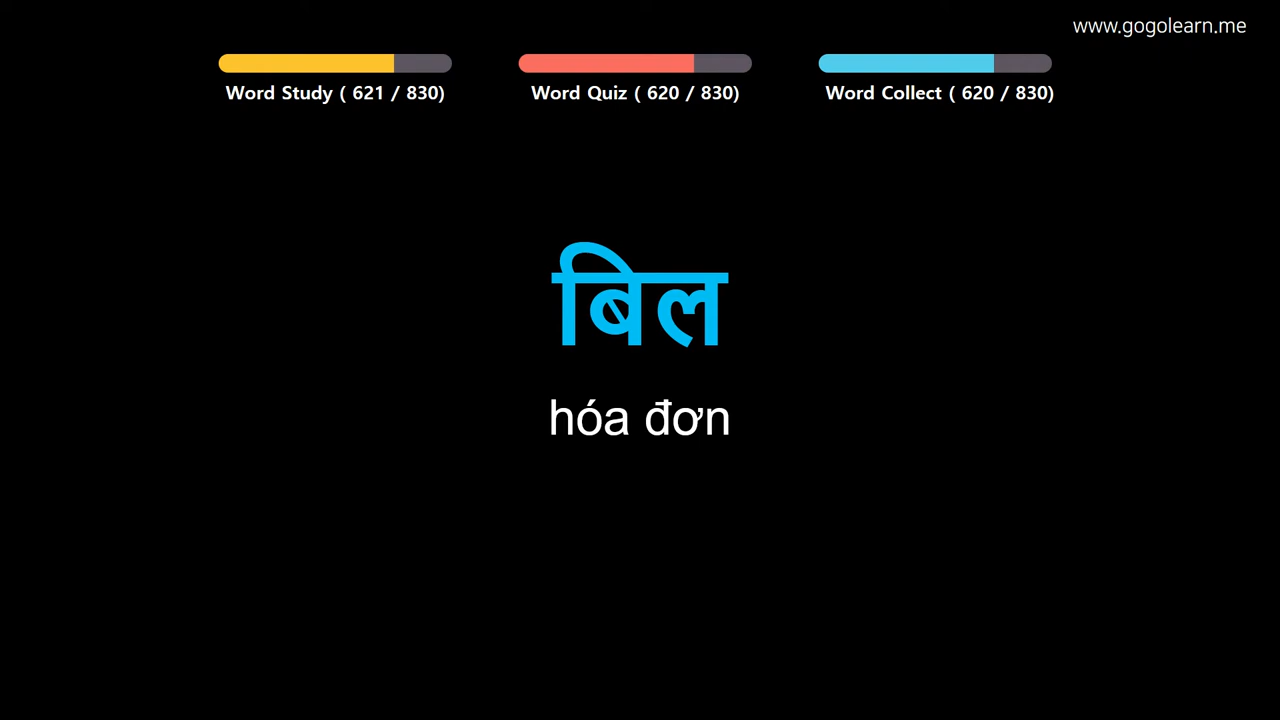 www.gogolearn.me
Word Study ( 621 / 830)
Word Quiz ( 620 / 830)
Word Collect ( 620 / 830)
बिल
hóa đơn